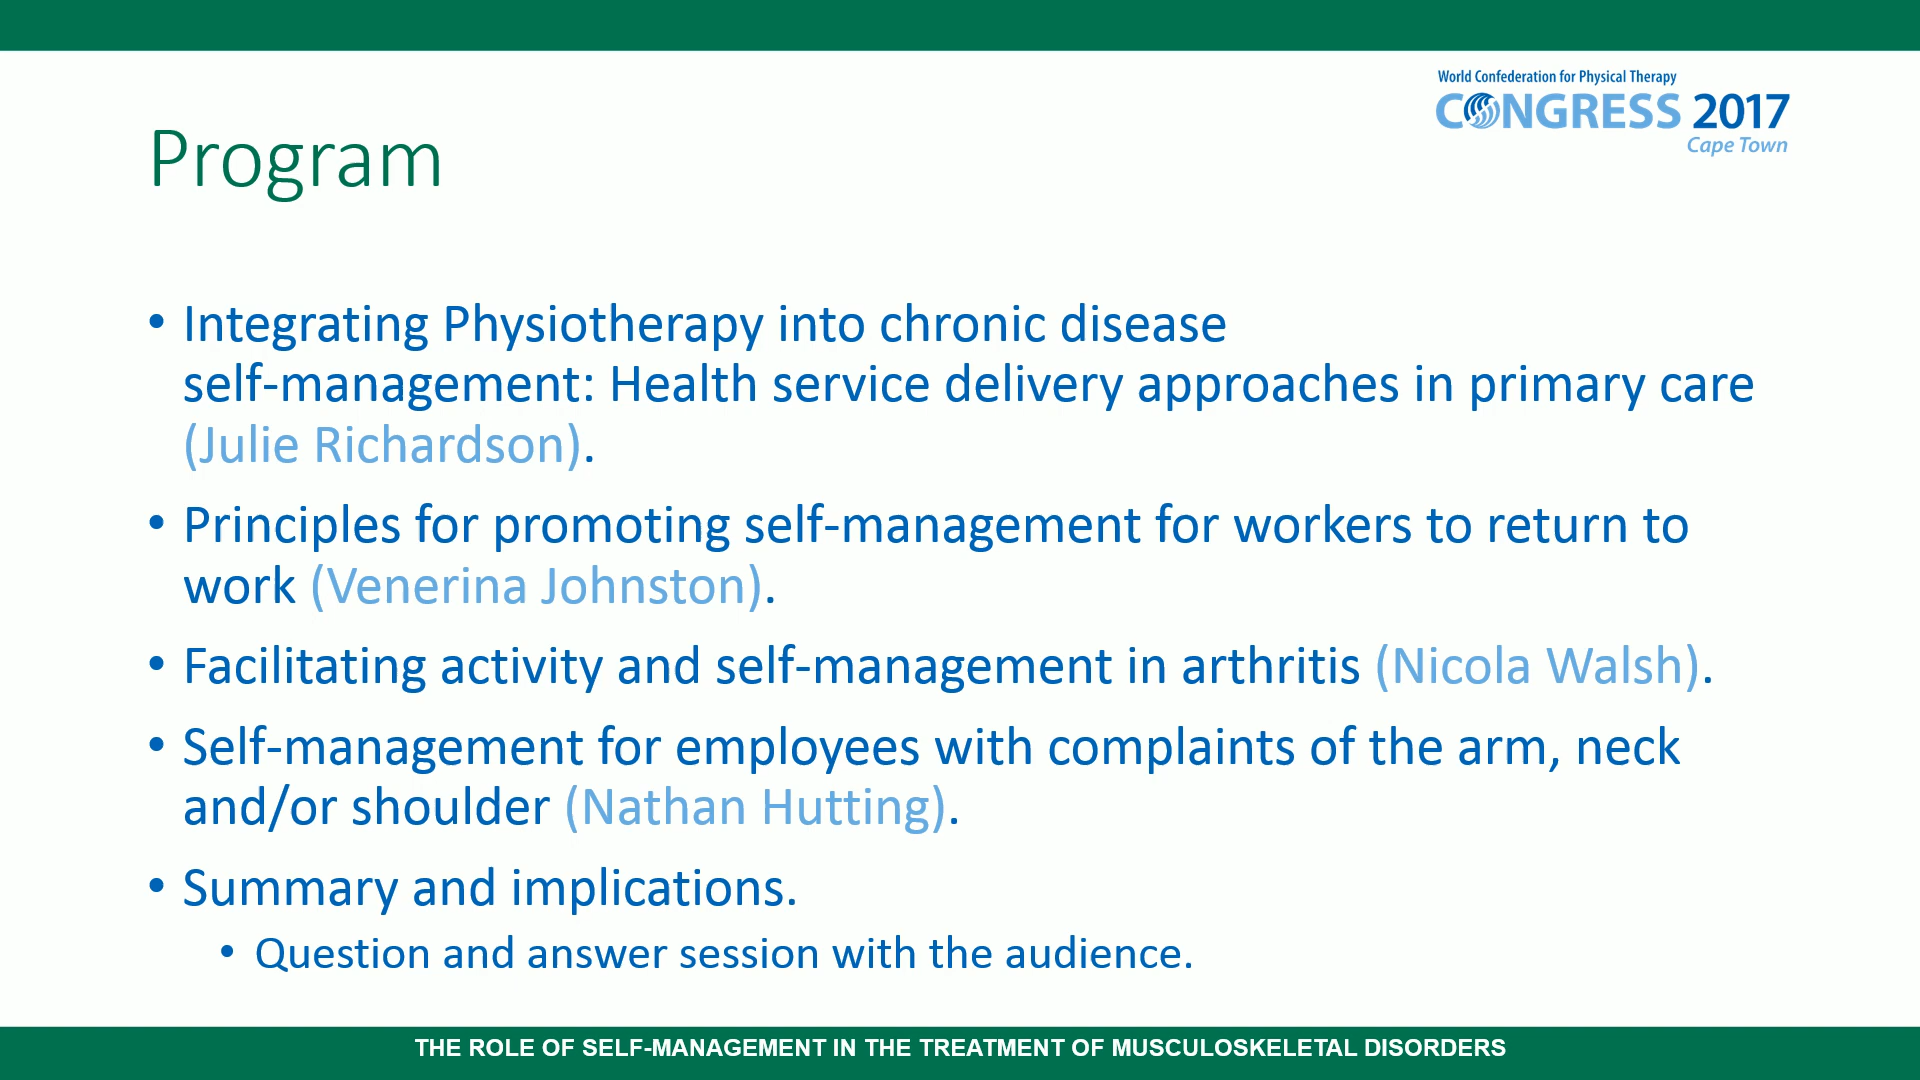 World Confederation for Physical Therapy
CONGRESS 2017
Cape Town
Program
• Integrating Physiotherapy into chronic disease
self-management: Health service delivery approaches in primary care
(Julie Richardson).
• Principles for promoting self-management for workers to return to
work (Venerina Johnston).
• Facilitating activity and self-management in arthritis (Nicola Walsh).
• Self-management for employees with complaints of the arm, neck
and/or shoulder (Nathan Hutting).
• Summary and implications.
• Question and answer session with the audience.
THE ROLE OF SELF-MANAGEMENT IN THE TREATMENT OF MUSCULOSKELETAL DISORDERS